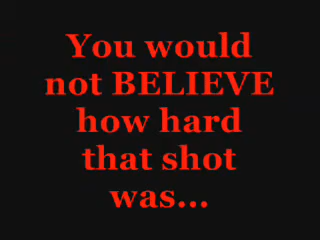 You would
not BELIEVE
how hard
that shot
was...